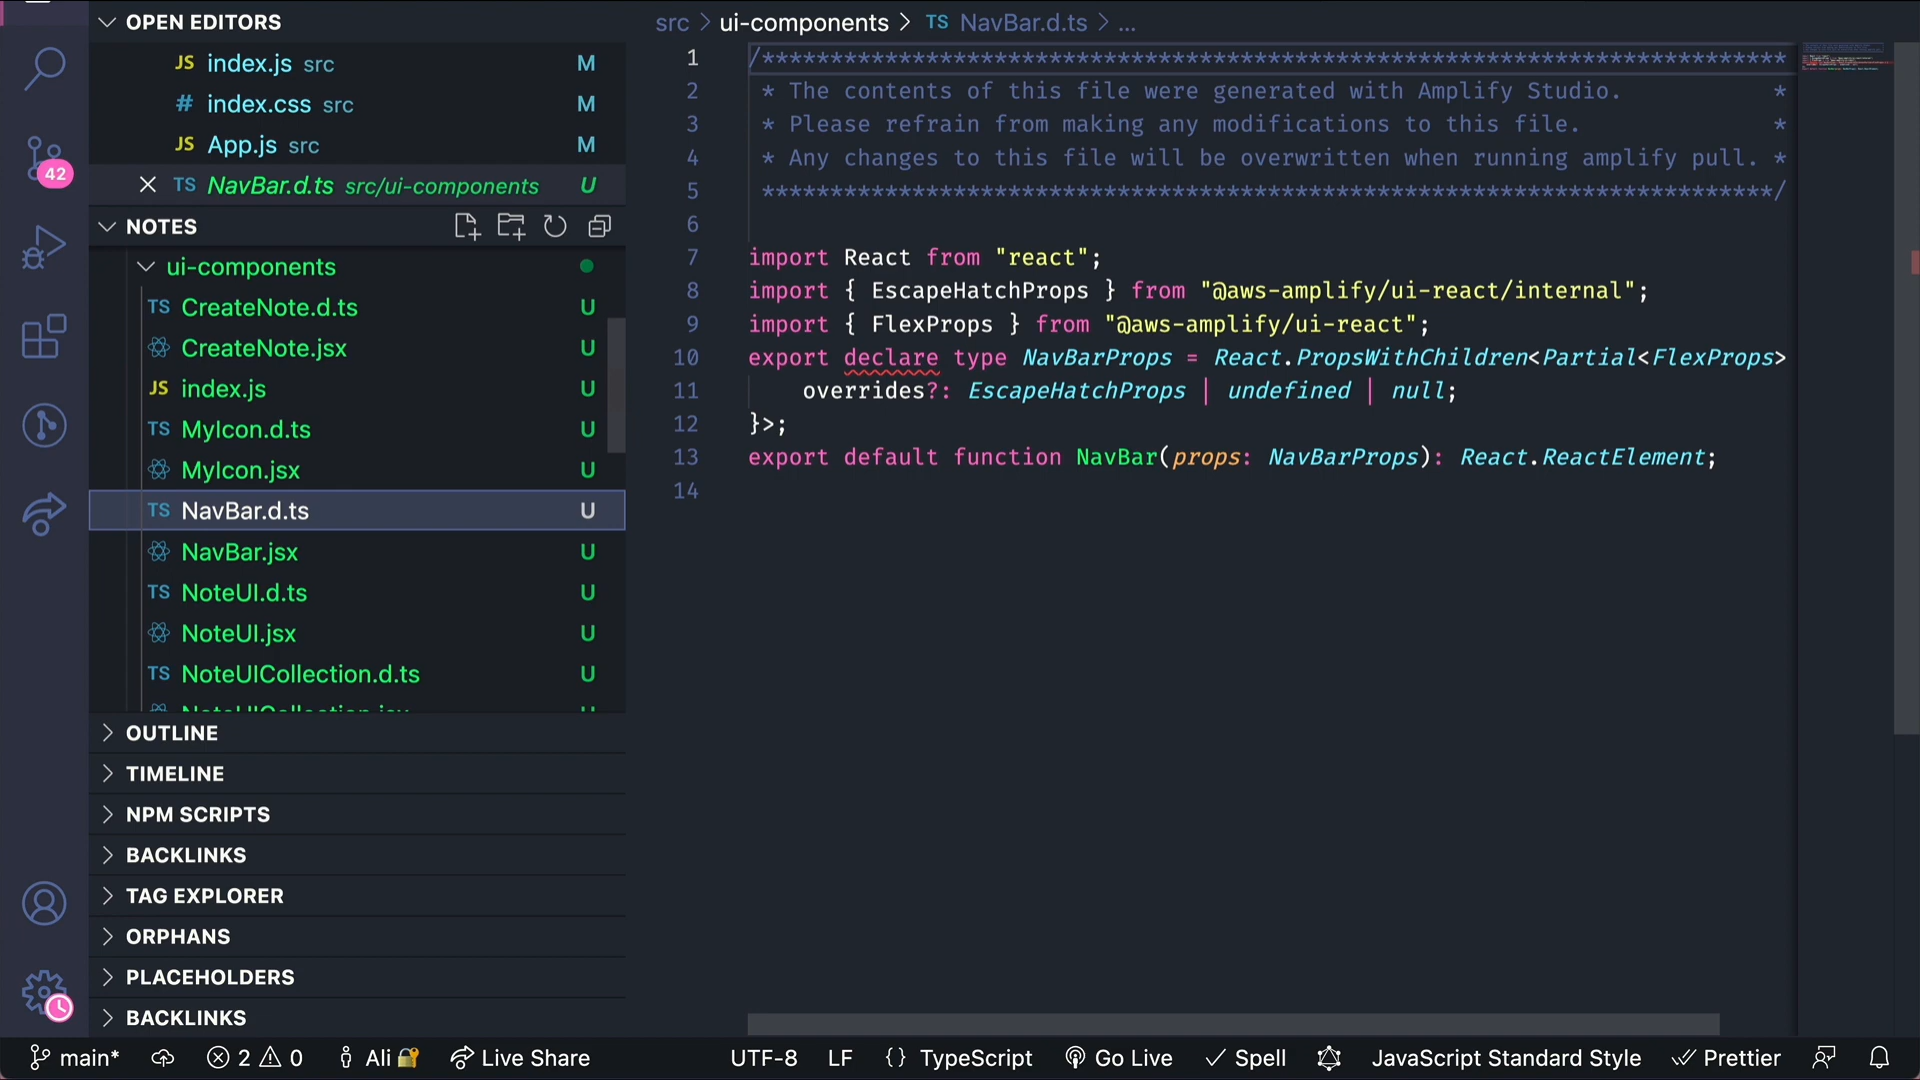 OPEN EDITORS
JS index.js src M
# index.css src M
JS App.js src M
TS NavBar.d.ts src/ui-components U
NOTES
ui-components
TS CreateNote.d.ts U
CreateNote.jsx U
JS index.js U
TS MyIcon.d.ts U
MyIcon.jsx U
TS NavBar.d.ts U
NavBar.jsx U
TS NoteUI.d.ts U
NoteUI.jsx U
TS NoteUICollection.d.ts U
NoteUICollection.jsx U
OUTLINE
TIMELINE
NPM SCRIPTS
BACKLINKS
TAG EXPLORER
ORPHANS
PLACEHOLDERS
BACKLINKS
42
src > ui-components > TS NavBar.d.ts > ...
1 /***************************************************************************
2 * The contents of this file were generated with Amplify Studio. *
3 * Please refrain from making any modifications to this file. *
4 * Any changes to this file will be overwritten when running amplify pull. *
5 **************************************************************************/
6
7 import React from "react";
8 import { EscapeHatchProps } from "@aws-amplify/ui-react/internal";
9 import { FlexProps } from "@aws-amplify/ui-react";
10 export declare type NavBarProps = React.PropsWithChildren<Partial<FlexProps>
11 overrides?: EscapeHatchProps | undefined | null;
12 }>;
13 export default function NavBar(props: NavBarProps): React.ReactElement;
14
main* 2 0 Ali Live Share UTF-8 LF {} TypeScript Go Live Spell JavaScript Standard Style Prettier